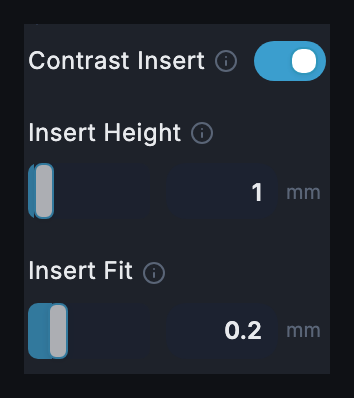 Contrast Insert
Insert Height
1 mm
Insert Fit
0.2 mm